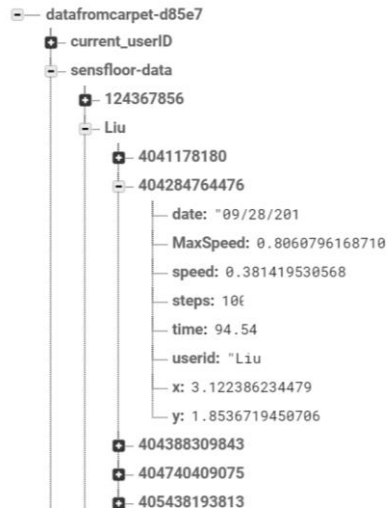 datafromcarpet-d85e7
current_userID
sensfloor-data
124367856
Liu
4041178180
404284764476
date: "09/28/201
MaxSpeed: 0.8060796168710
speed: 0.381419530568
steps: 106
time: 94.54
userid: "Liu
x: 3.122386234479
y: 1.8536719450706
404388309843
404740409075
405438193813